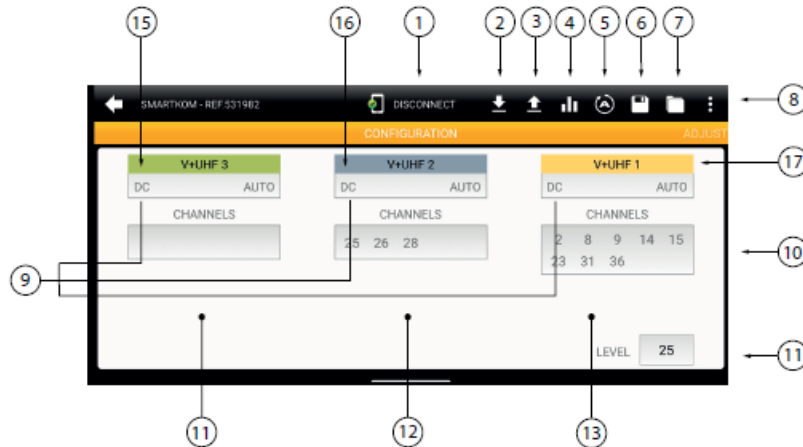 15 16 1 2 3 4 5 6 7
SMARTKOM - REF.531982 DISCONNECT 8
CONFIGURATION ADJUST
V+UHF 3 V+UHF 2 V+UHF 1 17
DC AUTO DC AUTO DC AUTO
CHANNELS CHANNELS CHANNELS
25 26 28 2 8 9 14 15 10
9 23 31 36
LEVEL 25 11
11 12 13